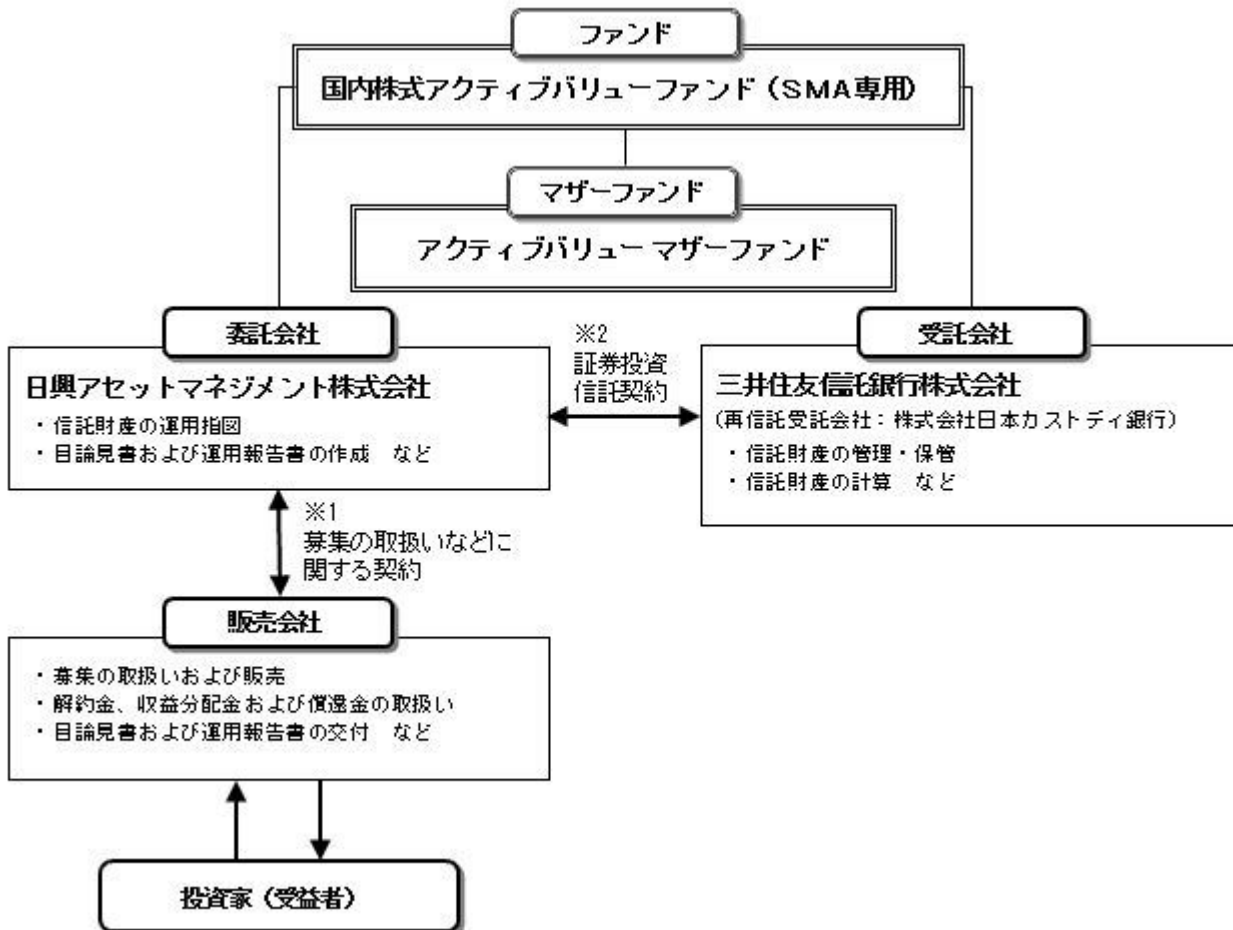 ファンド
国内株式アクティブバリューファンド（SMA専用）
マザーファンド
アクティブバリュー マザーファンド
委託会社
日興アセットマネジメント株式会社
・信託財産の運用指図
・目論見書および運用報告書の作成　など
※2
証券投資
信託契約
受託会社
三井住友信託銀行株式会社
（再信託受託会社：株式会社日本カストディ銀行）
・信託財産の管理・保管
・信託財産の計算　など
※1
募集の取扱いなどに
関する契約
販売会社
・募集の取扱いおよび販売
・解約金、収益分配金および償還金の取扱い
・目論見書および運用報告書の交付　など
投資家（受益者）